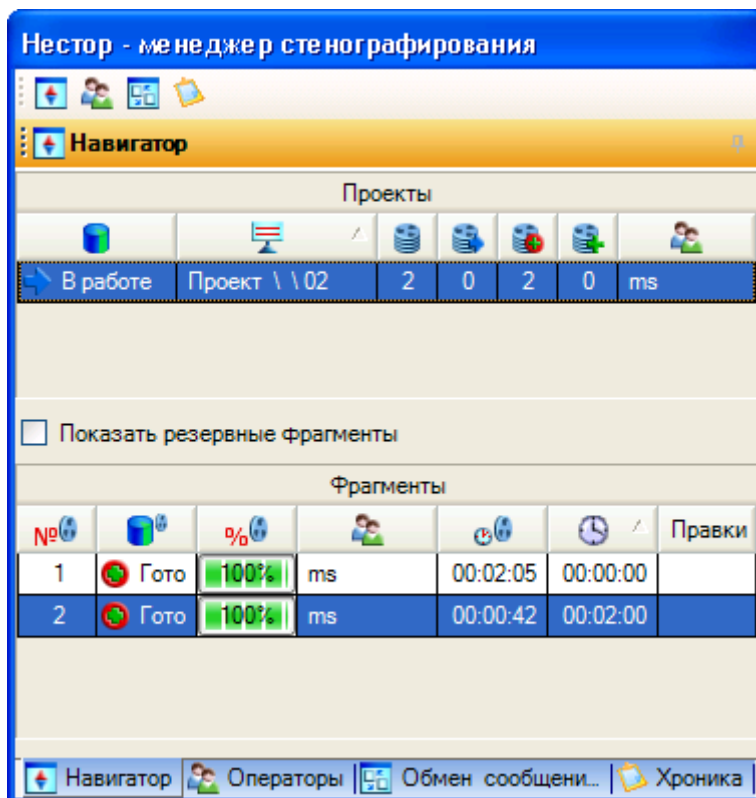 Нестор - менеджер стенографирования
Навигатор
Проекты
В работе Проект \ \ 02 2 0 2 0 ms
Показать резервные фрагменты
Фрагменты
№ % Правки
1 Гото 100% ms 00:02:05 00:00:00
2 Гото 100% ms 00:00:42 00:02:00
Навигатор Операторы Обмен сообщени... Хроника